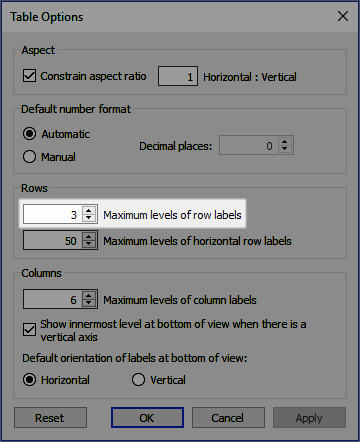 Table Options
Aspect
Constrain aspect ratio 1 Horizontal : Vertical
Default number format
Automatic
Manual
Decimal places: 0
Rows
3 Maximum levels of row labels
50 Maximum levels of horizontal row labels
Columns
6 Maximum levels of column labels
Show innermost level at bottom of view when there is a
vertical axis
Default orientation of labels at bottom of view:
Horizontal Vertical
Reset OK Cancel Apply